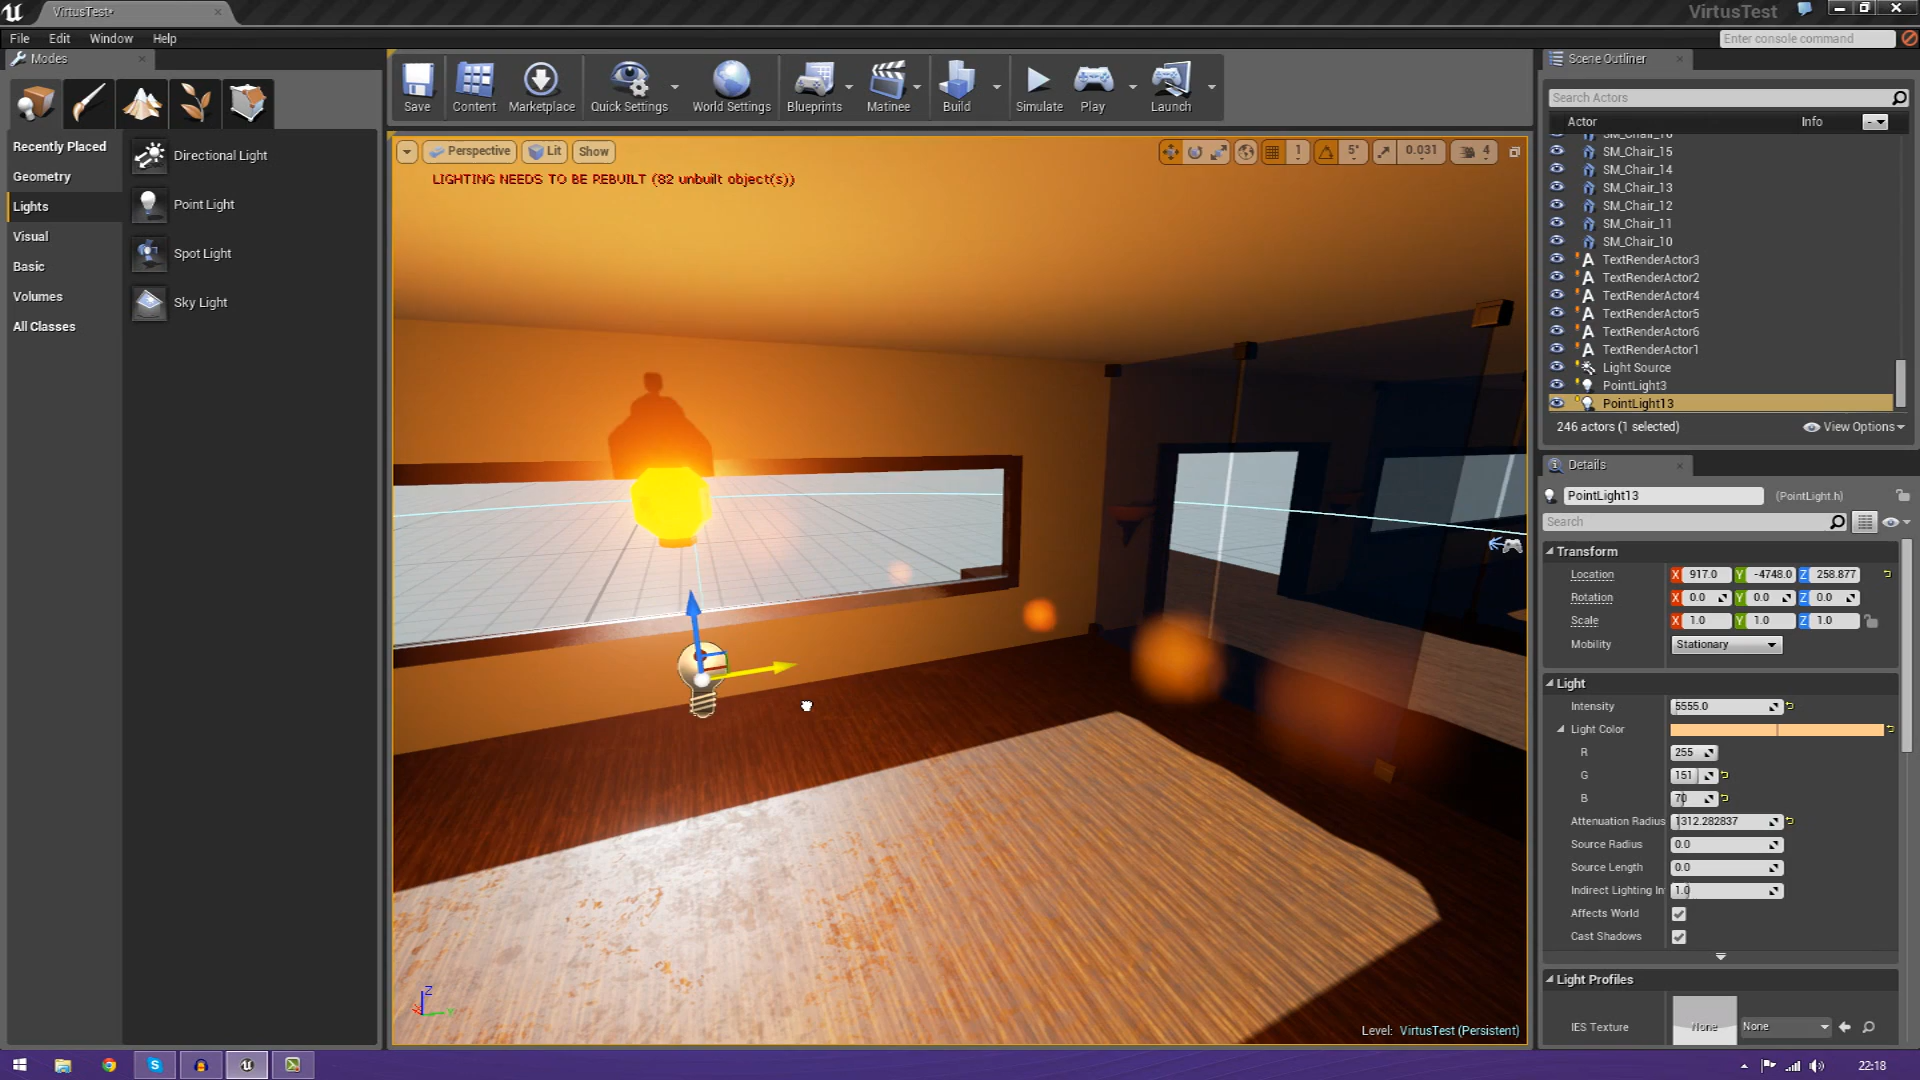 VirtusTest*
VirtusTest
File Edit Window Help
Enter console command
Modes
Scene Outliner
Save Content Marketplace Quick Settings World Settings Blueprints Matinee Build Simulate Play Launch
Search Actors
Actor Info
Recently Placed
Geometry
Lights
Visual
Basic
Volumes
All Classes
Directional Light
Point Light
Spot Light
Sky Light
Perspective Lit Show
1 5° 0.031 4
LIGHTING NEEDS TO BE REBUILT (82 unbuilt object(s))
SM_Chair_16
SM_Chair_15
SM_Chair_14
SM_Chair_13
SM_Chair_12
SM_Chair_11
SM_Chair_10
TextRenderActor3
TextRenderActor2
TextRenderActor4
TextRenderActor5
TextRenderActor6
TextRenderActor1
Light Source
PointLight3
PointLight13
246 actors (1 selected)
View Options
Details
PointLight13 (PointLight.h)
Search
Transform
Location X 917.0 Y -4748.0 Z 258.877
Rotation X 0.0 Y 0.0 Z 0.0
Scale X 1.0 Y 1.0 Z 1.0
Mobility Stationary
Light
Intensity 5555.0
Light Color
R 255
G 151
B 70
Attenuation Radius 1312.282837
Source Radius 0.0
Source Length 0.0
Indirect Lighting In 1.0
Affects World
Cast Shadows
Light Profiles
IES Texture None None
Z
Y
Level: VirtusTest (Persistent)
22:18